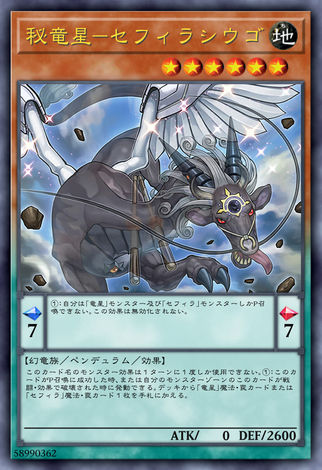 秘竜星－セフィラシウゴ
地
①:自分は「竜星」モンスター及び「セフィラ」モンスターしかP召
喚できない。この効果は無効化されない。
7
7
【幻竜族／ペンデュラム／効果】
このカード名のモンスター効果は１ターンに１度しか使用できない。①:この
カードがP召喚に成功した時、または自分のモンスターゾーンのこのカードが戦
闘・効果で破壊された時に発動できる。デッキから「竜星」魔法・罠カードまたは
「セフィラ」魔法・罠カード１枚を手札に加える。
ATK/ 0 DEF/2600
58990362